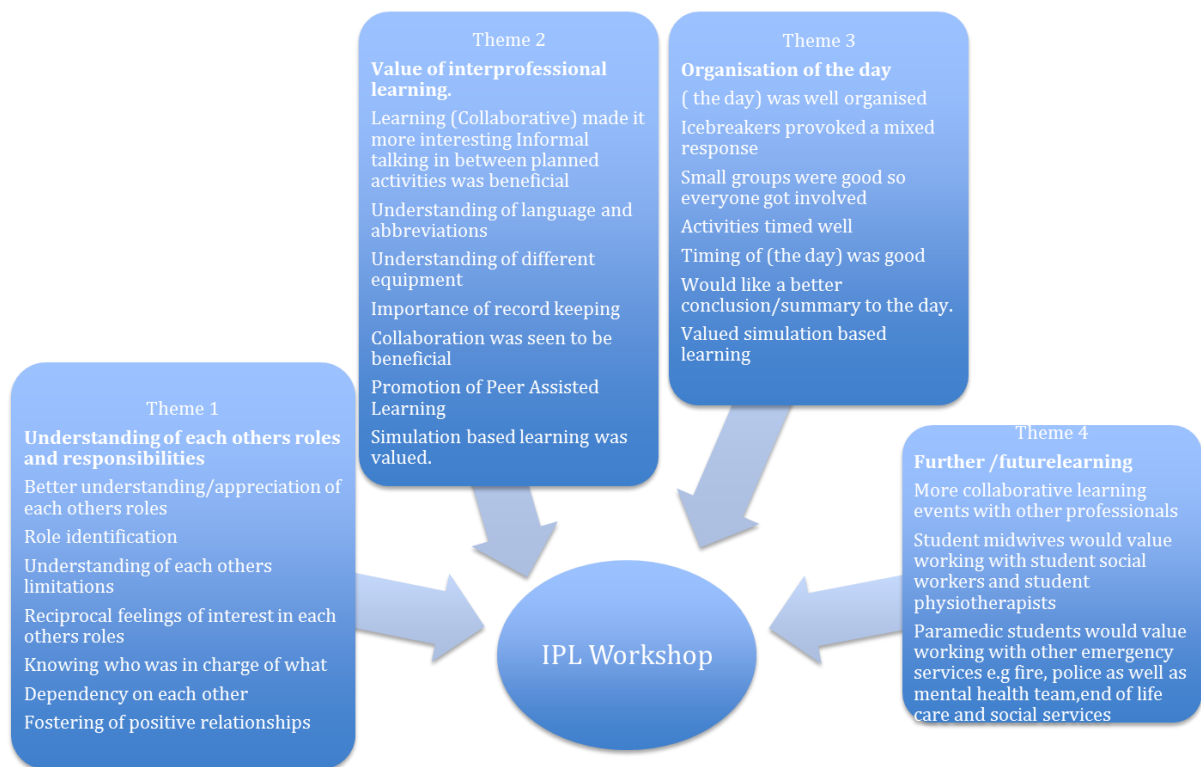 Theme 1
Understanding of each others roles
and responsibilities
Better understanding/appreciation of
each others roles
Role identification
Understanding of each others
limitations
Reciprocal feelings of interest in each
others roles
Knowing who was in charge of what
Dependency on each other
Fostering of positive relationships
Theme 2
Value of interprofessional
learning.
Learning (Collaborative) made it
more interesting Informal
talking in between planned
activities was beneficial
Understanding of language and
abbreviations
Understanding of different
equipment
Importance of record keeping
Collaboration was seen to be
beneficial
Promotion of Peer Assisted
Learning
Simulation based learning was
valued.
Theme 3
Organisation of the day
( the day) was well organised
Icebreakers provoked a mixed
response
Small groups were good so
everyone got involved
Activities timed well
Timing of (the day) was good
Would like a better
conclusion/summary to the day.
Valued simulation based
learning
Theme 4
Further /futurelearning
More collaborative learning
events with other professionals
Student midwives would value
working with student social
workers and student
physiotherapists
Paramedic students would value
working with other emergency
services e.g fire, police as well as
mental health team,end of life
care and social services
IPL Workshop